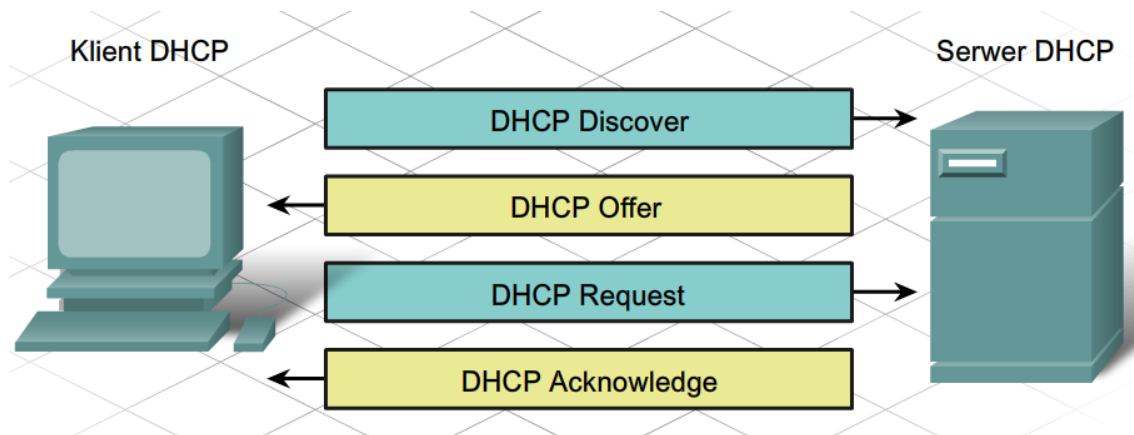 Klient DHCP
Serwer DHCP
DHCP Discover
DHCP Offer
DHCP Request
DHCP Acknowledge